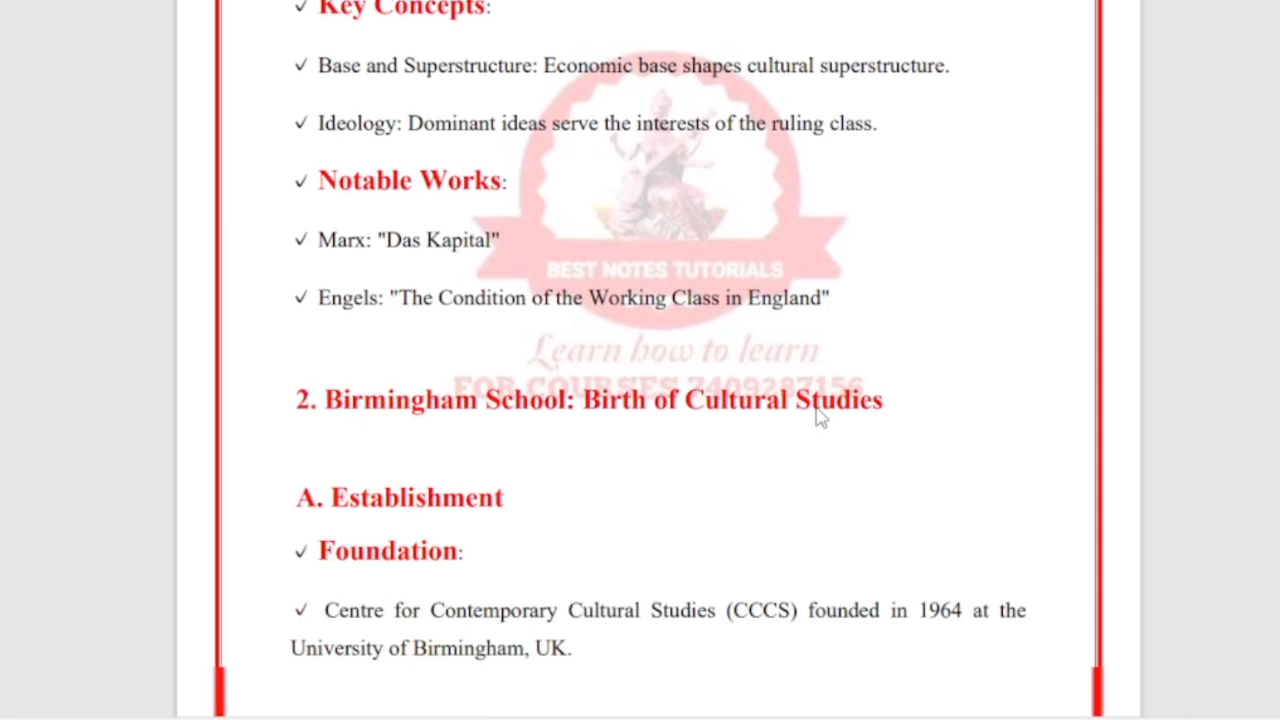 ✓ Key Concepts:
✓ Base and Superstructure: Economic base shapes cultural superstructure.
✓ Ideology: Dominant ideas serve the interests of the ruling class.
✓ Notable Works:
✓ Marx: "Das Kapital"
BEST NOTES TUTORIALS
✓ Engels: "The Condition of the Working Class in England"
Learn how to learn
FOR COURSES 7409287156
2. Birmingham School: Birth of Cultural Studies
A. Establishment
✓ Foundation:
✓ Centre for Contemporary Cultural Studies (CCCS) founded in 1964 at the
University of Birmingham, UK.